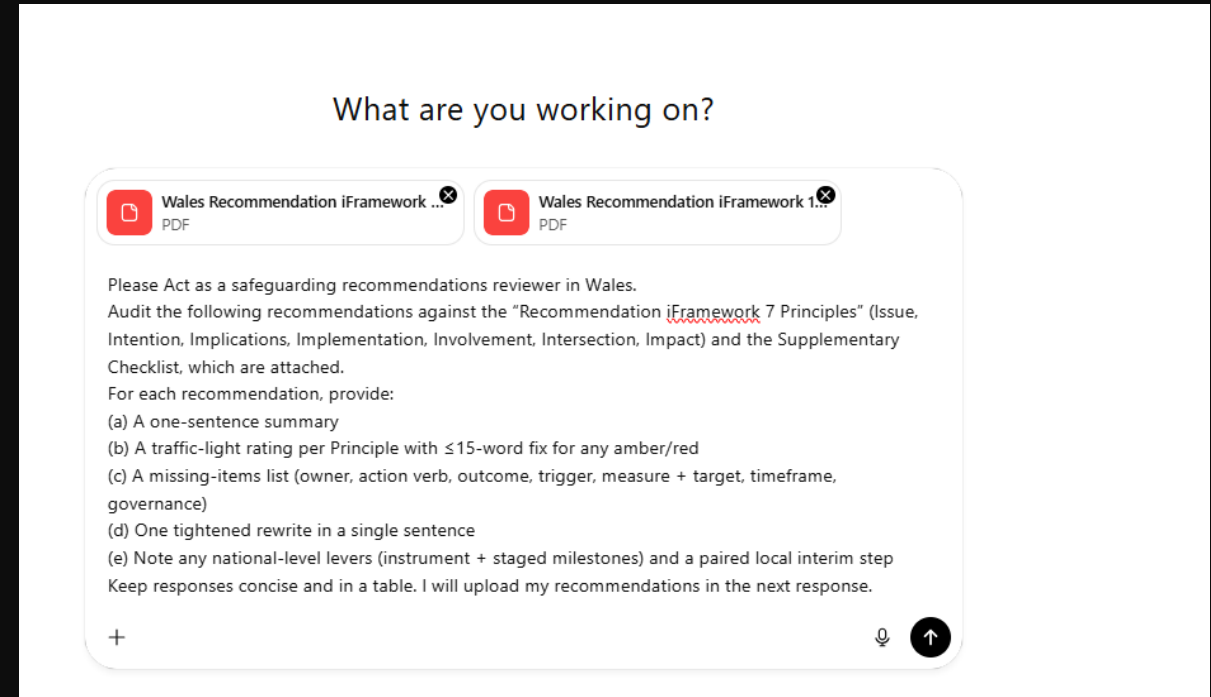 What are you working on?
Wales Recommendation iFramework ...
PDF
Wales Recommendation iFramework 1...
PDF
Please Act as a safeguarding recommendations reviewer in Wales.
Audit the following recommendations against the “Recommendation iFramework 7 Principles” (Issue,
Intention, Implications, Implementation, Involvement, Intersection, Impact) and the Supplementary
Checklist, which are attached.
For each recommendation, provide:
(a) A one-sentence summary
(b) A traffic-light rating per Principle with ≤15-word fix for any amber/red
(c) A missing-items list (owner, action verb, outcome, trigger, measure + target, timeframe,
governance)
(d) One tightened rewrite in a single sentence
(e) Note any national-level levers (instrument + staged milestones) and a paired local interim step
Keep responses concise and in a table. I will upload my recommendations in the next response.